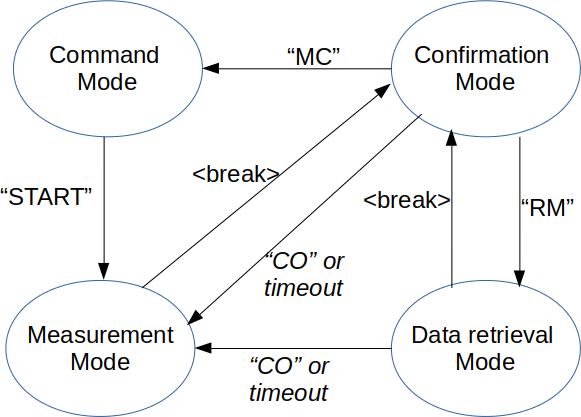 Command
Mode
“MC”
Confirmation
Mode
“START”
<break>
<break>
“RM”
“CO” or
timeout
Measurement
Mode
“CO” or
timeout
Data retrieval
Mode